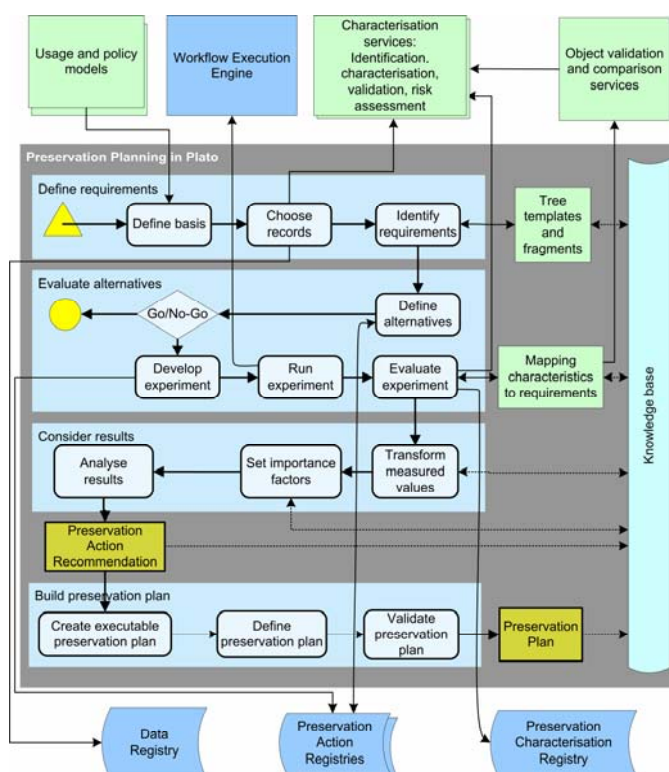 Usage and policy
models
Workflow Execution
Engine
Characterisation
services:
Identification.
characterisation,
validation, risk
assessment
Object validation
and comparison
services
Preservation Planning in Plato
Define requirements
Define basis
Choose
records
Identify
requirements
Tree
templates
and
fragments
Evaluate alternatives
Go/No-Go
Define
alternatives
Develop
experiment
Run
experiment
Evaluate
experiment
Mapping
characteristics
to requirements
Knowledge base
Consider results
Analyse
results
Set importance
factors
Transform
measured
values
Preservation
Action
Recommendation
Build preservation plan
Create executable
preservation plan
Define
preservation plan
Validate
preservation
plan
Preservation
Plan
Data
Registry
Preservation
Action
Registries
Preservation
Characterisation
Registry